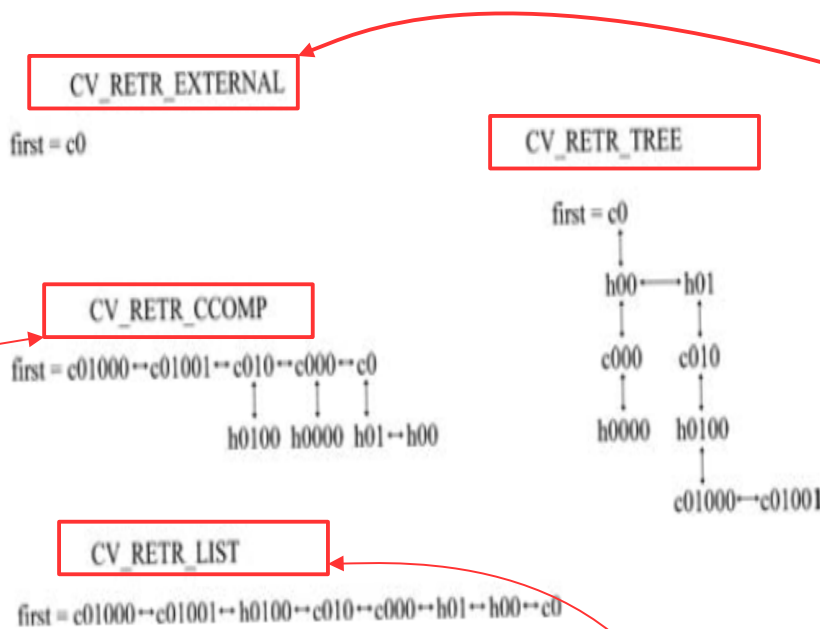 CV_RETR_EXTERNAL
first = c0
CV_RETR_TREE
first = c0
h00 h01
c000 c010
h0000 h0100
c01000 c01001
CV_RETR_CCOMP
first = c01000 c01001 c010 c000 c0
h0100 h0000 h01 h00
CV_RETR_LIST
first = c01000 c01001 h0100 c010 c000 h01 h00 c0